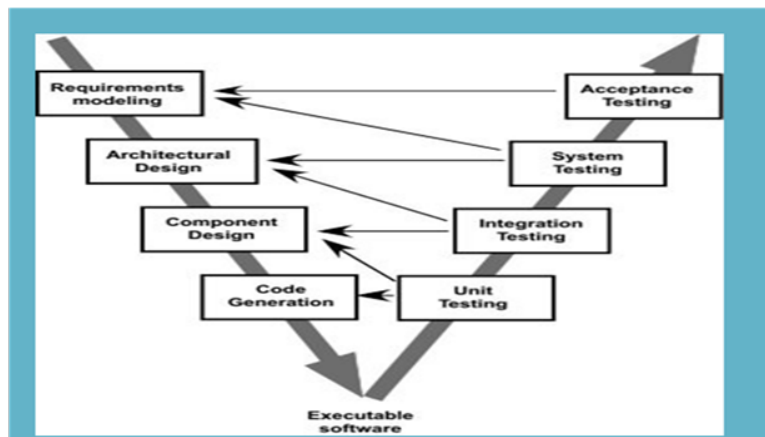 Requirements
modeling
Acceptance
Testing
Architectural
Design
System
Testing
Component
Design
Integration
Testing
Code
Generation
Unit
Testing
Executable
software